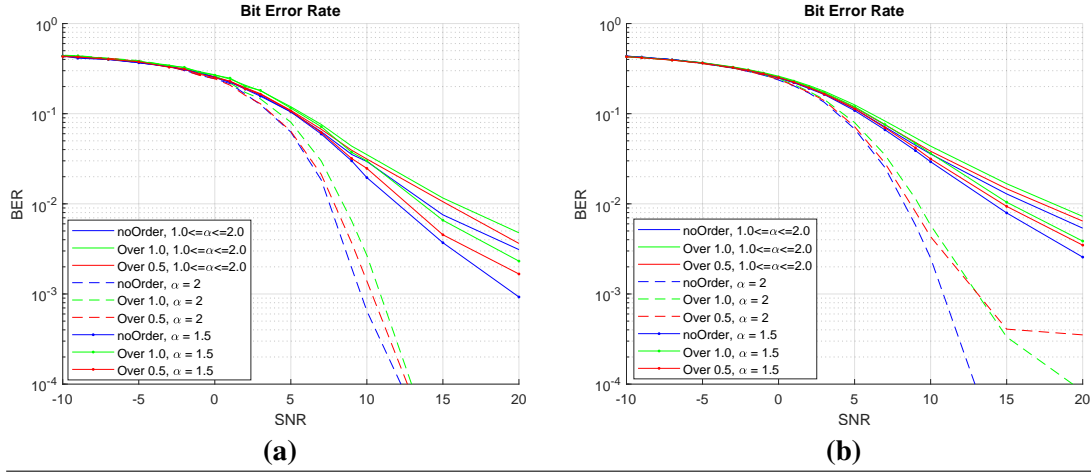 Bit Error Rate
10^0
10^-1
10^-2
10^-3
10^-4
BER
noOrder, 1.0<=α<=2.0
Over 1.0, 1.0<=α<=2.0
Over 0.5, 1.0<=α<=2.0
noOrder, α = 2
Over 1.0, α = 2
Over 0.5, α = 2
noOrder, α = 1.5
Over 1.0, α = 1.5
Over 0.5, α = 1.5
-10 -5 0 5 10 15 20
SNR
(a)
Bit Error Rate
10^0
10^-1
10^-2
10^-3
10^-4
BER
noOrder, 1.0<=α<=2.0
Over 1.0, 1.0<=α<=2.0
Over 0.5, 1.0<=α<=2.0
noOrder, α = 2
Over 1.0, α = 2
Over 0.5, α = 2
noOrder, α = 1.5
Over 1.0, α = 1.5
Over 0.5, α = 1.5
-10 -5 0 5 10 15 20
SNR
(b)